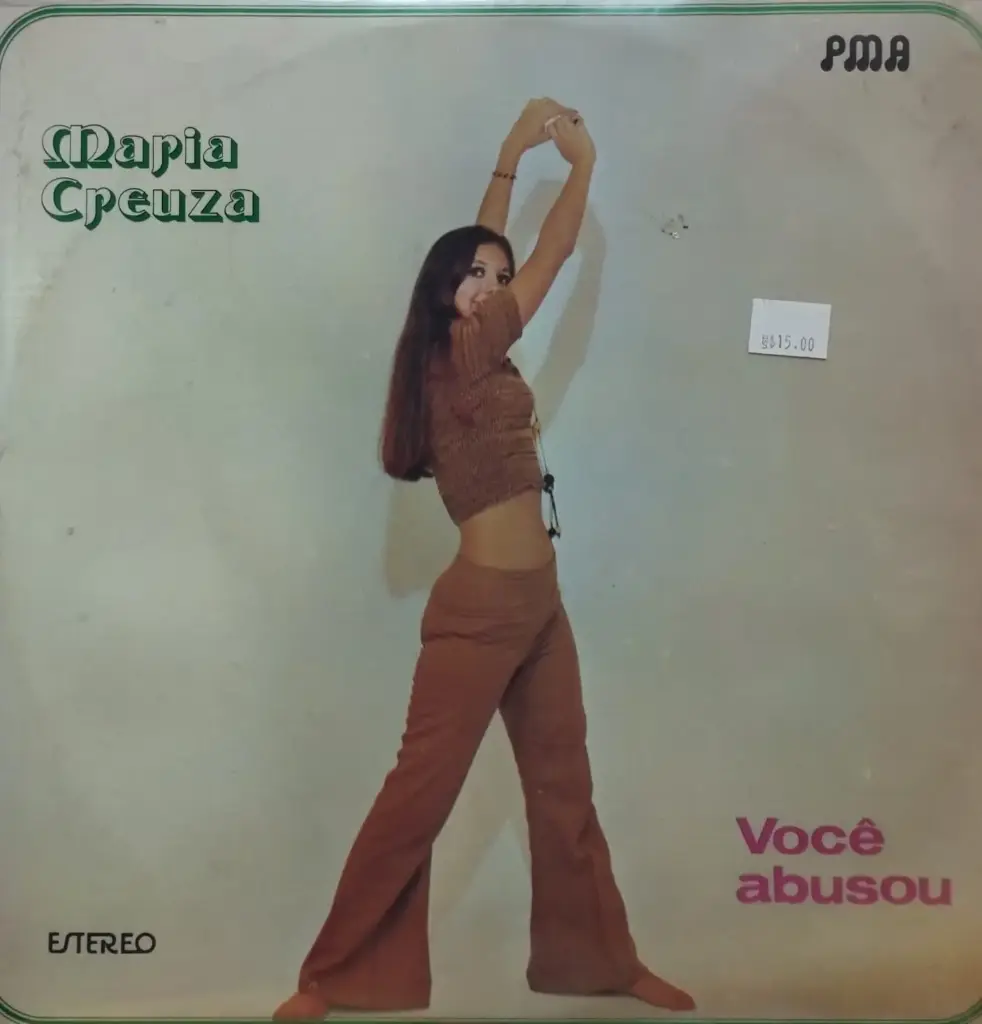 PMA
Maria
Creuza
15.00
Você
abusou
ESTEREO